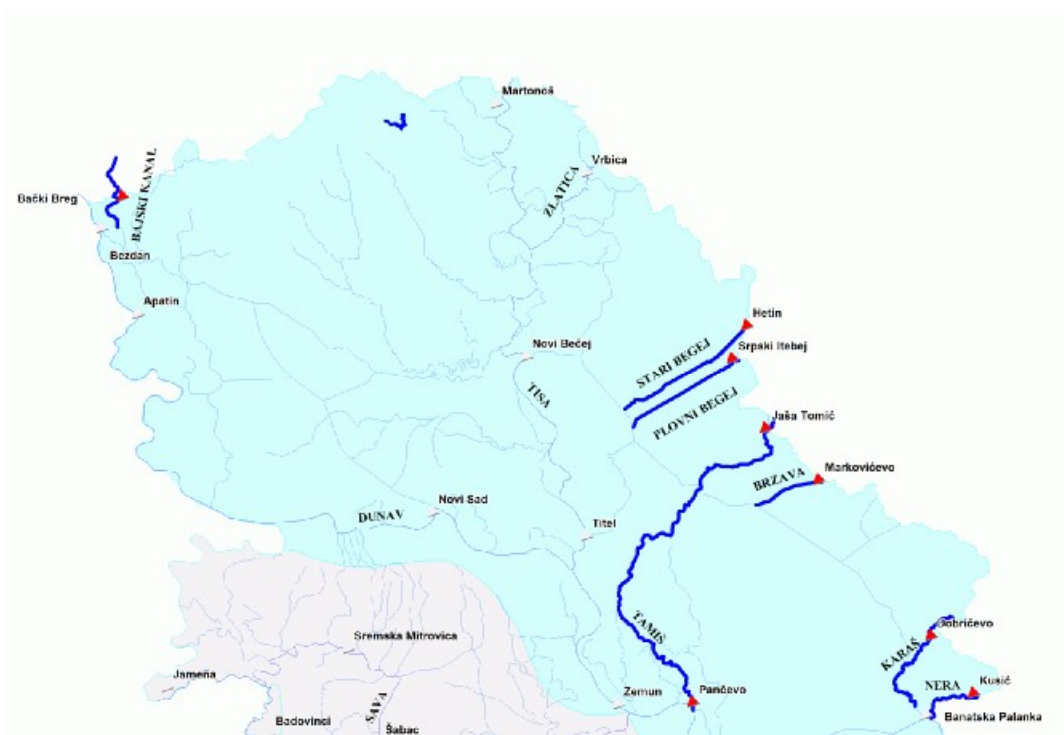 Martonoš
Vrbica
ZLATICA
BAJSKI KANAL
Bački Breg
Bezdan
Apatin
Hetin
Srpski Itebej
Novi Bečej
STARI BEGEJ
TISA
PLOVNI BEGEJ
Jaša Tomić
Markovićevo
BRZAVA
Novi Sad
DUNAV
Titel
TAMIŠ
Dobričevo
Sremska Mitrovica
KARAŠ
Jamena
Kusić
NERA
Zemun
Pančevo
SAVA
Badovinci
Banatska Palanka
Šabac